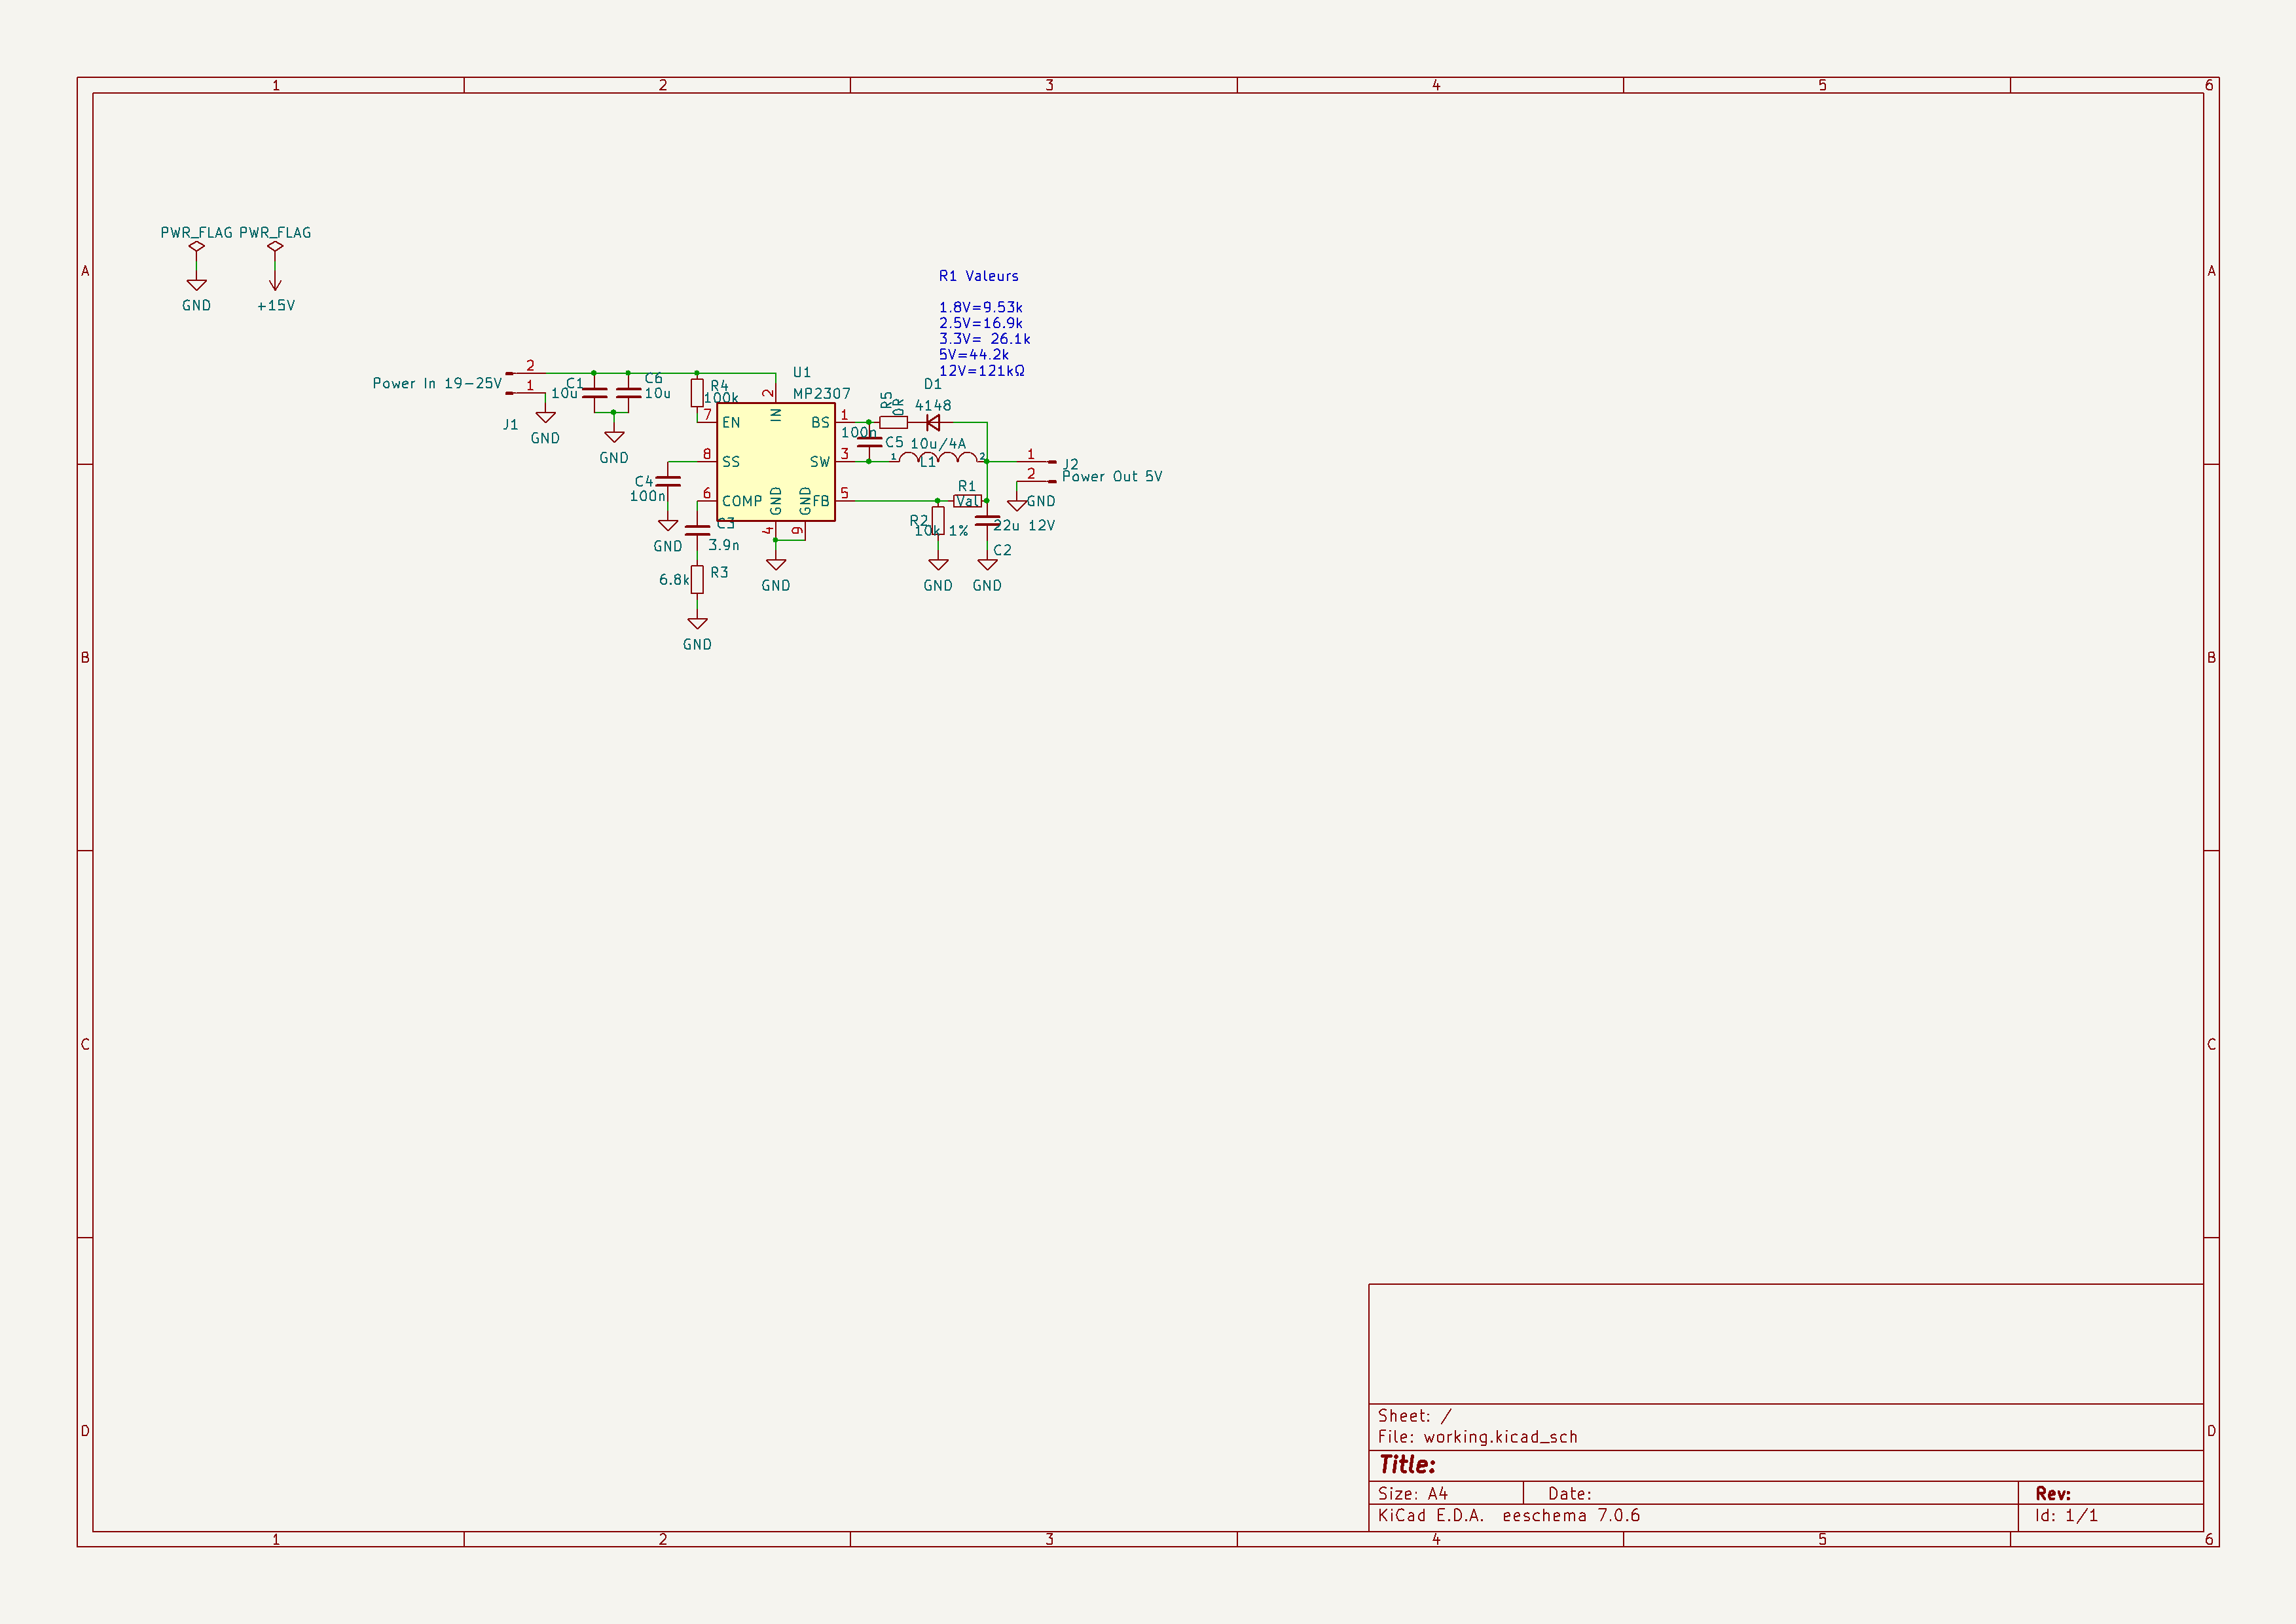 1 2 3 4 5 6
A A
PWR_FLAG PWR_FLAG
GND +15V
R1 Valeurs
1.8V=9.53k
2.5V=16.9k
3.3V= 26.1k
5V=44.2k
12V=121kΩ
Power In 19-25V
2
1
J1
GND
C1
10u
C6
10u
GND
R4
100k
U1
MP2307
2
IN
7 EN
8 SS
6 COMP
BS 1
SW 3
FB 5
GND GND
4 9
GND
C4
100n
GND
C3
3.9n
6.8k R3
GND
100n
C5
R5
0R
D1
4148
10u/4A
1 2
L1
R1
Val
R2
10k 1%
GND
22u 12V
C2
GND
1
2
J2
Power Out 5V
GND
B B
C C
D D
Sheet: /
File: working.kicad_sch
Title:
Size: A4 Date: Rev:
KiCad E.D.A. eeschema 7.0.6 Id: 1/1
1 2 3 4 5 6